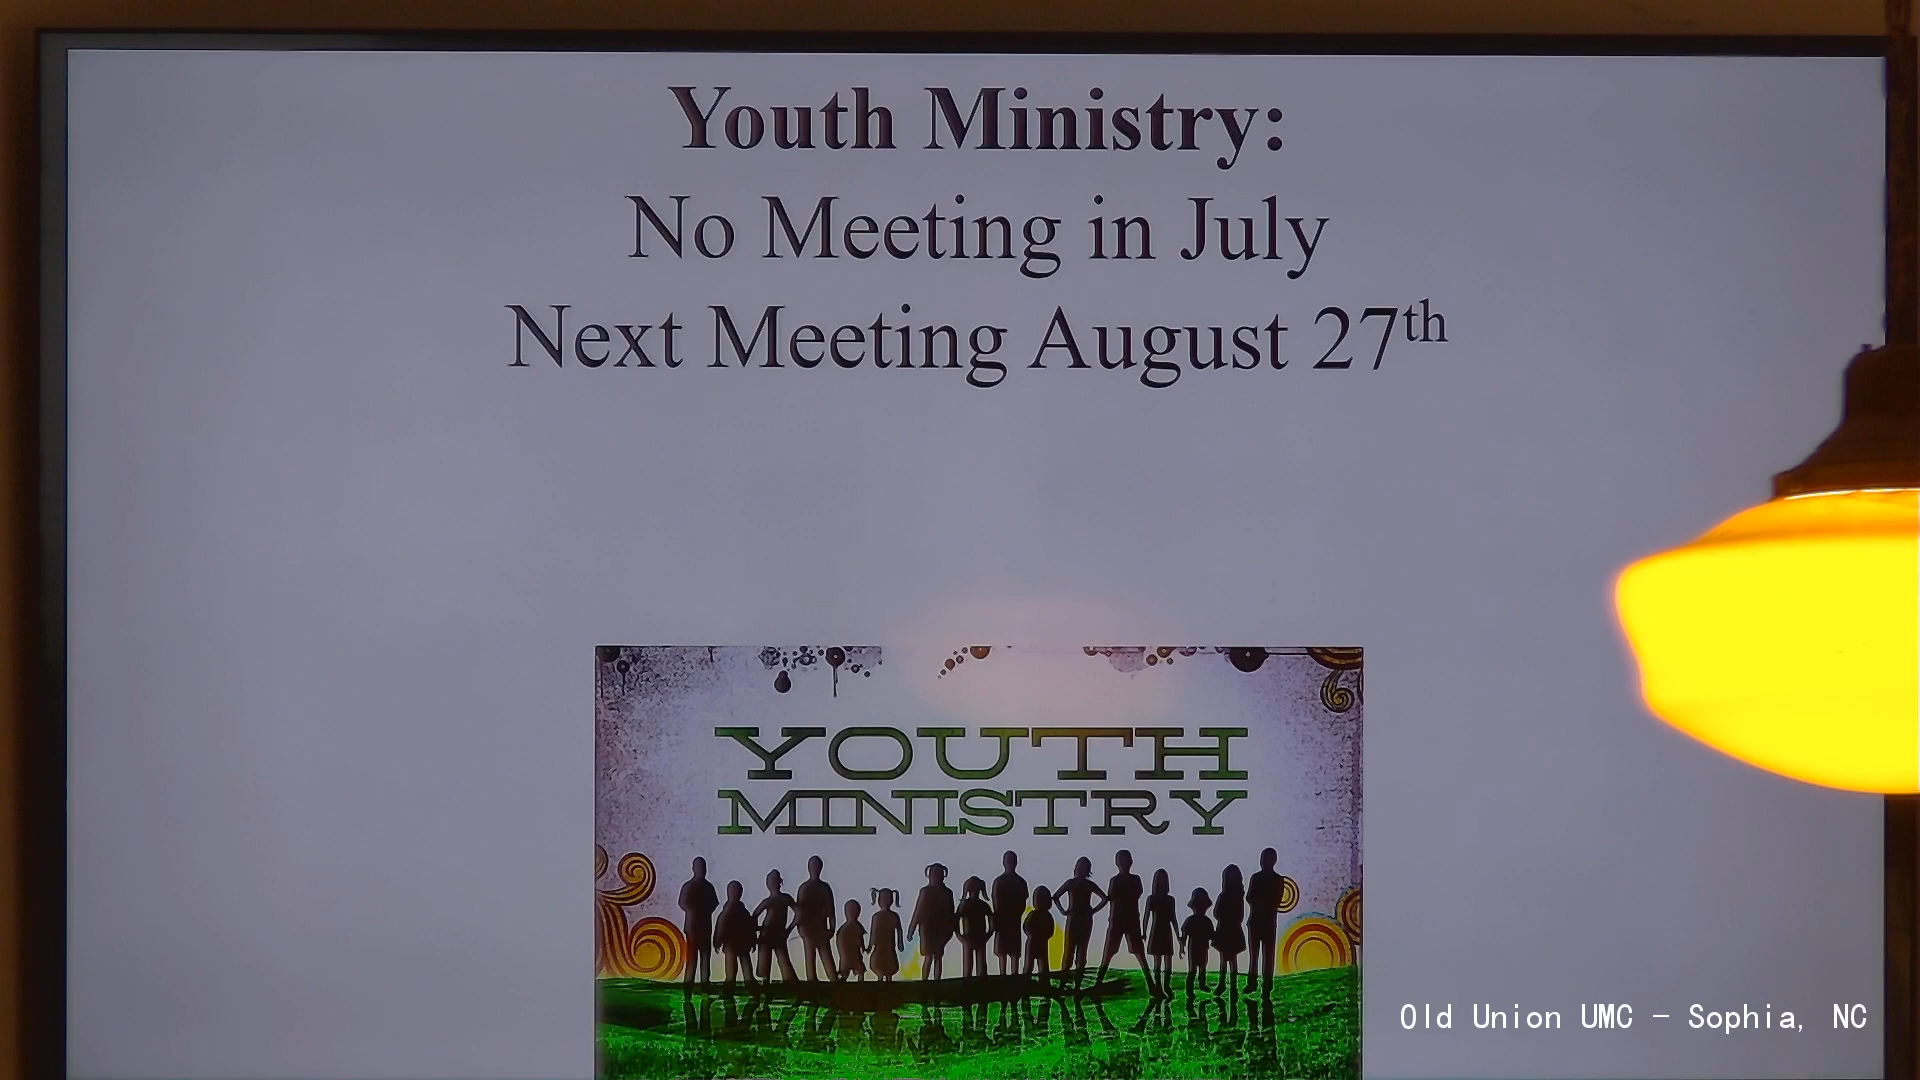 Youth Ministry:
No Meeting in July
Next Meeting August 27th
YOUTH
MINISTRY
Old Union UMC - Sophia, NC